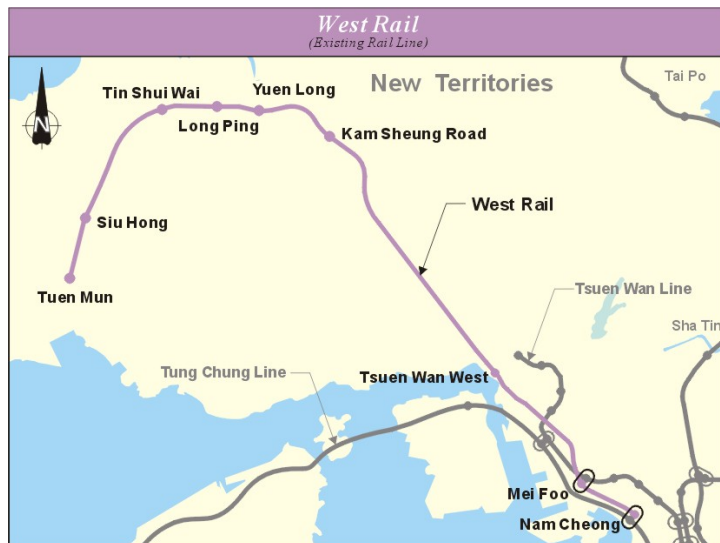 West Rail
(Existing Rail Line)
New Territories
Tai Po
Yuen Long
Tin Shui Wai
Long Ping
Kam Sheung Road
N
West Rail
Siu Hong
Tuen Mun
Tsuen Wan Line
Sha Tin
Tung Chung Line
Tsuen Wan West
Mei Foo
Nam Cheong